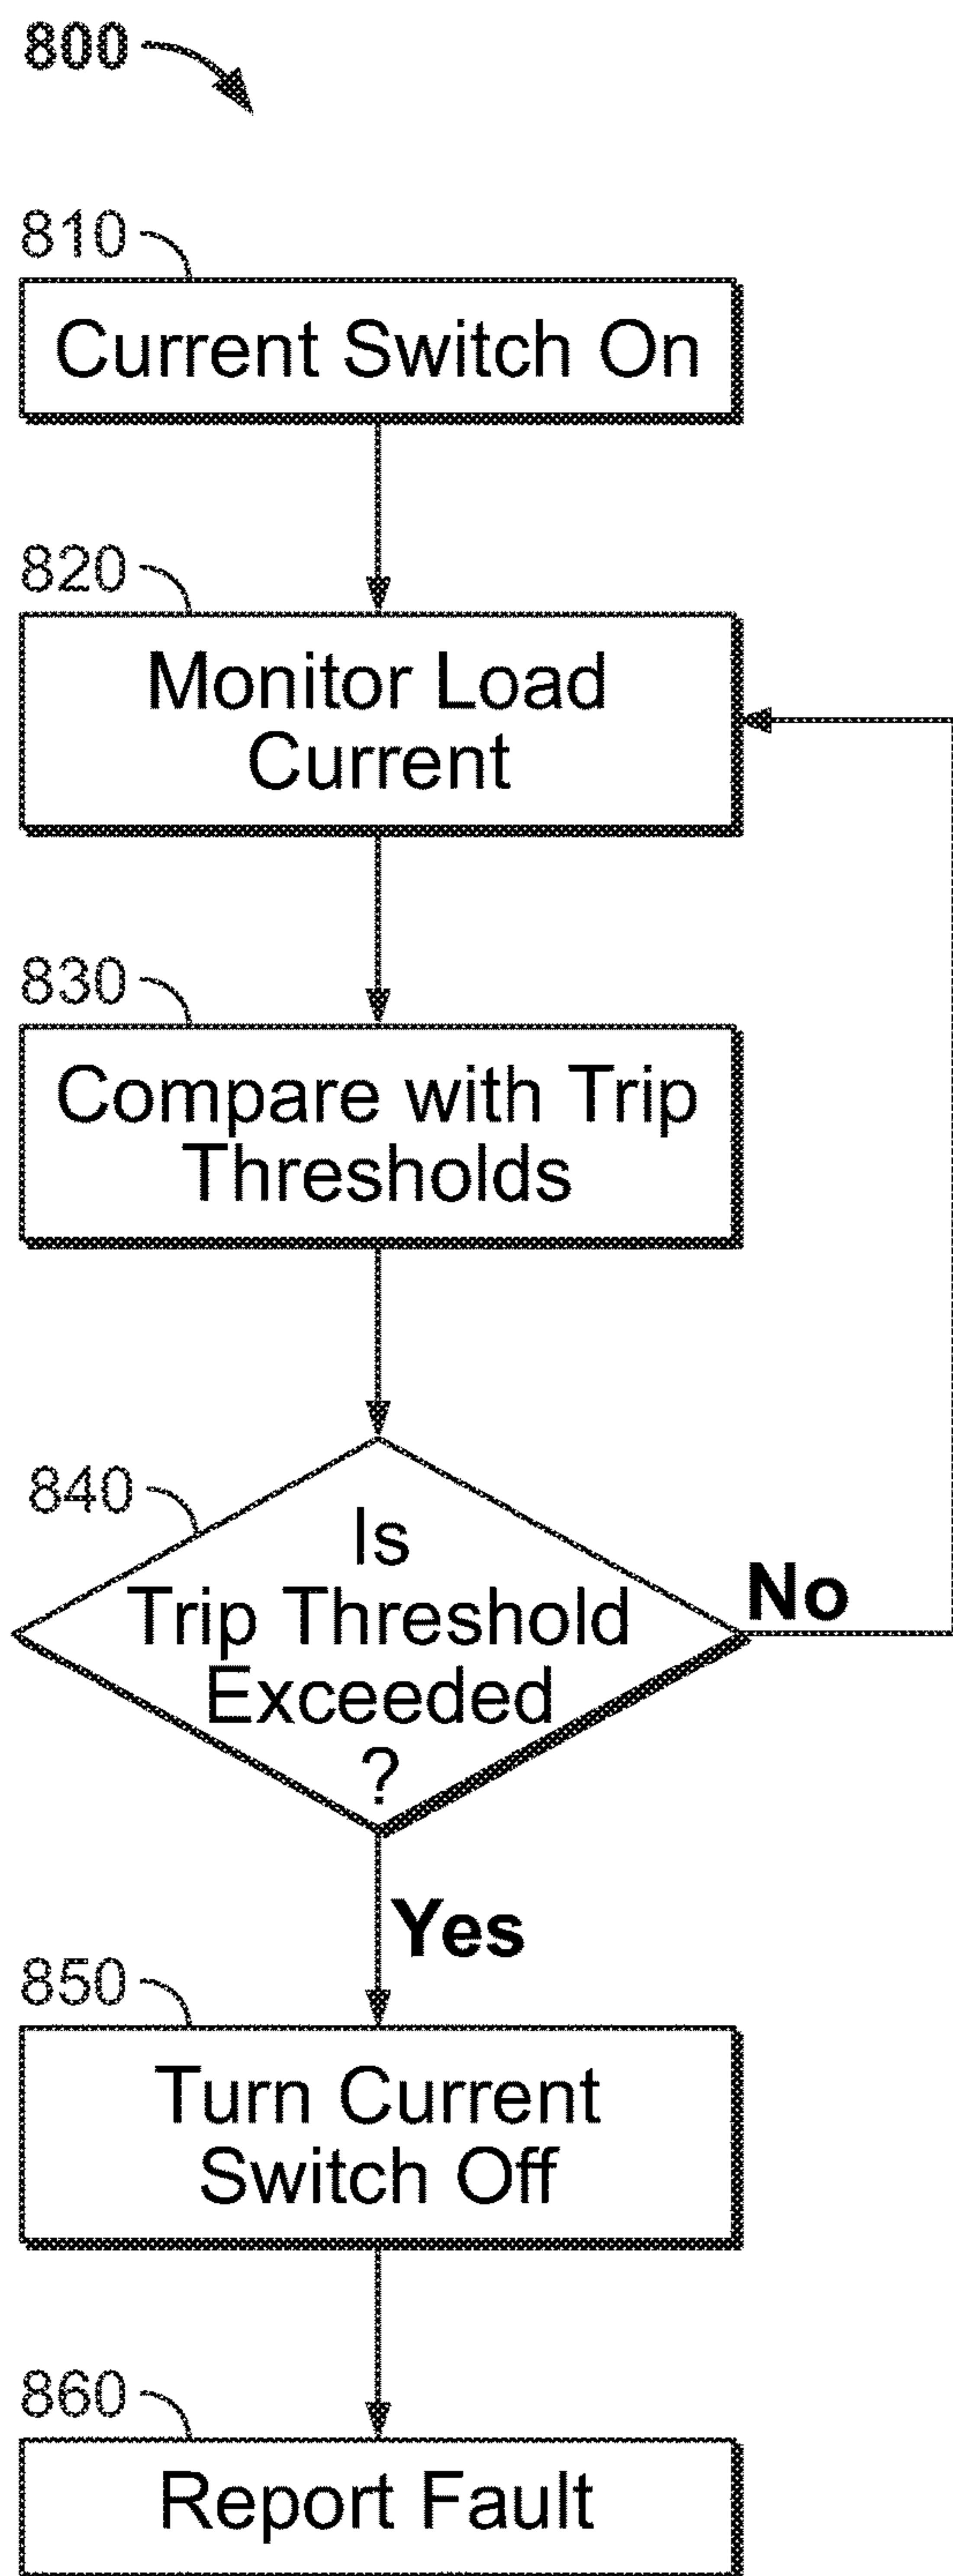 800
810
Current Switch On
820
Monitor Load
Current
830
Compare with Trip
Thresholds
840
Is
Trip Threshold
Exceeded
?
No
Yes
850
Turn Current
Switch Off
860
Report Fault